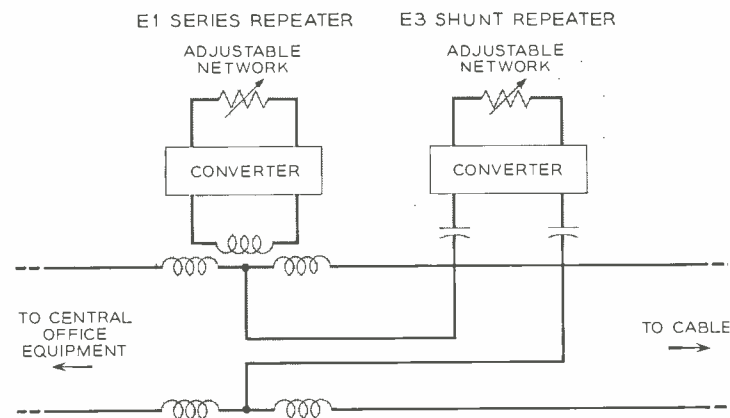 E1 SERIES REPEATER
ADJUSTABLE
NETWORK
CONVERTER
E3 SHUNT REPEATER
ADJUSTABLE
NETWORK
CONVERTER
TO CENTRAL
OFFICE
EQUIPMENT
TO CABLE